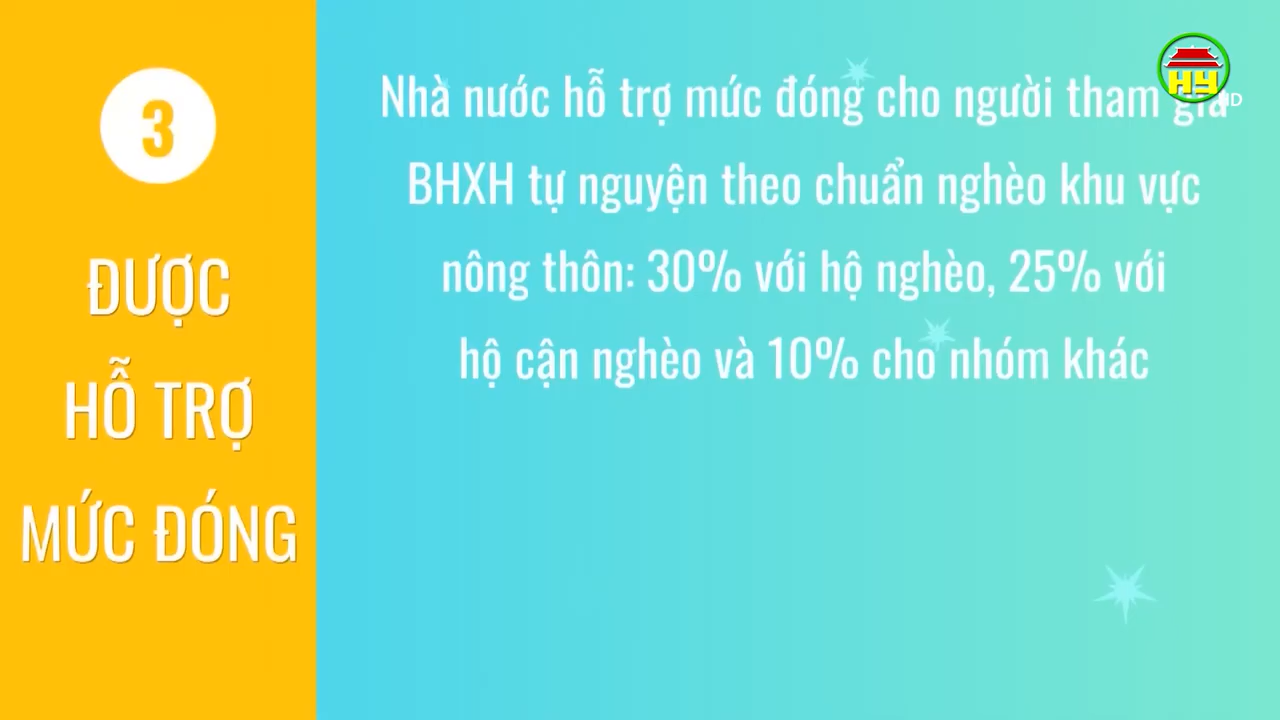 3
ĐƯỢC
HỖ TRỢ
MỨC ĐÓNG
Nhà nước hỗ trợ mức đóng cho người tham gia
BHXH tự nguyện theo chuẩn nghèo khu vực
nông thôn: 30% với hộ nghèo, 25% với
hộ cận nghèo và 10% cho nhóm khác
HY
HD